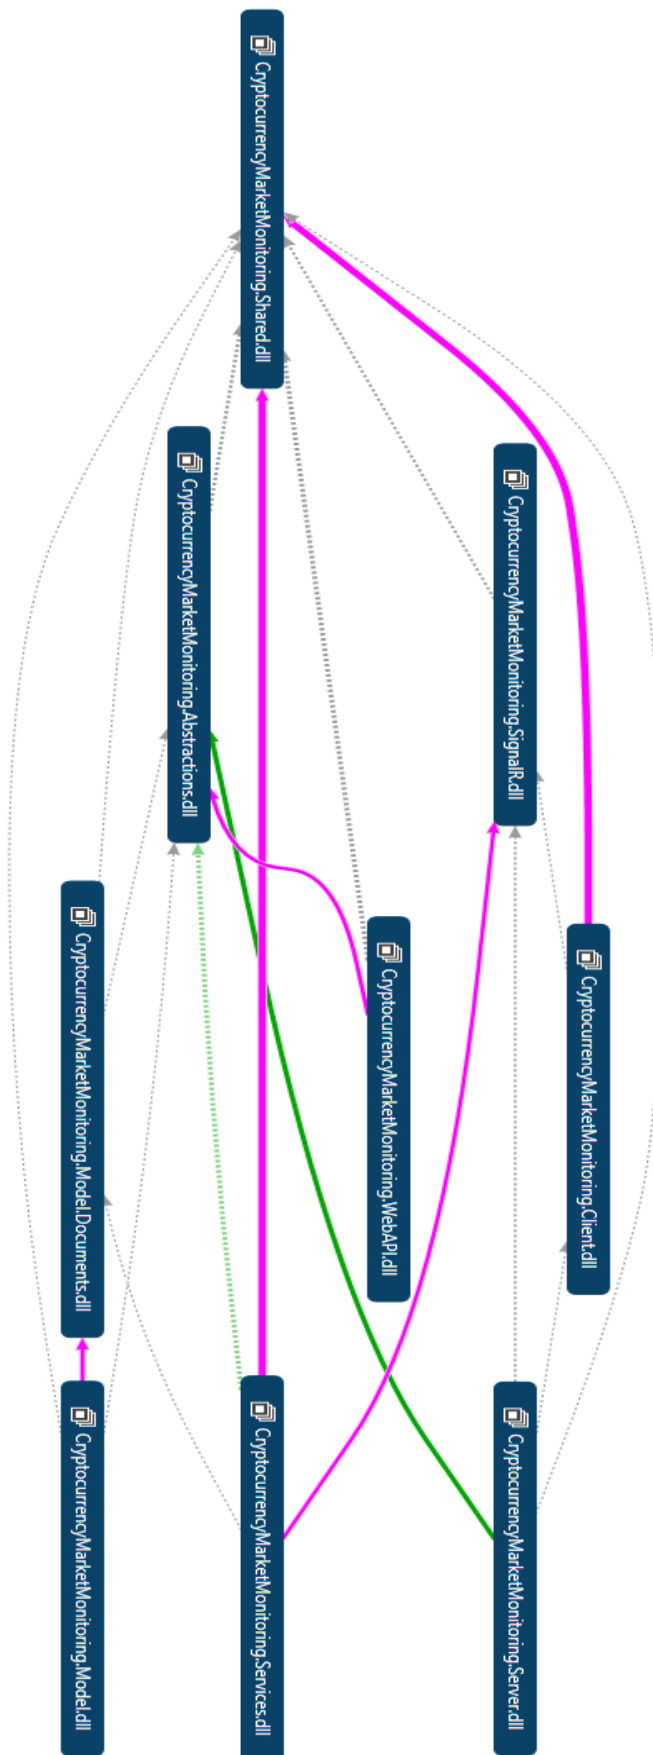 CryptocurrencyMarketMonitoring.Shared.dll
CryptocurrencyMarketMonitoring.Abstractions.dll
CryptocurrencyMarketMonitoring.SignalR.dll
CryptocurrencyMarketMonitoring.Model.Documents.dll
CryptocurrencyMarketMonitoring.WebAPI.dll
CryptocurrencyMarketMonitoring.Client.dll
CryptocurrencyMarketMonitoring.Model.dll
CryptocurrencyMarketMonitoring.Services.dll
CryptocurrencyMarketMonitoring.Server.dll